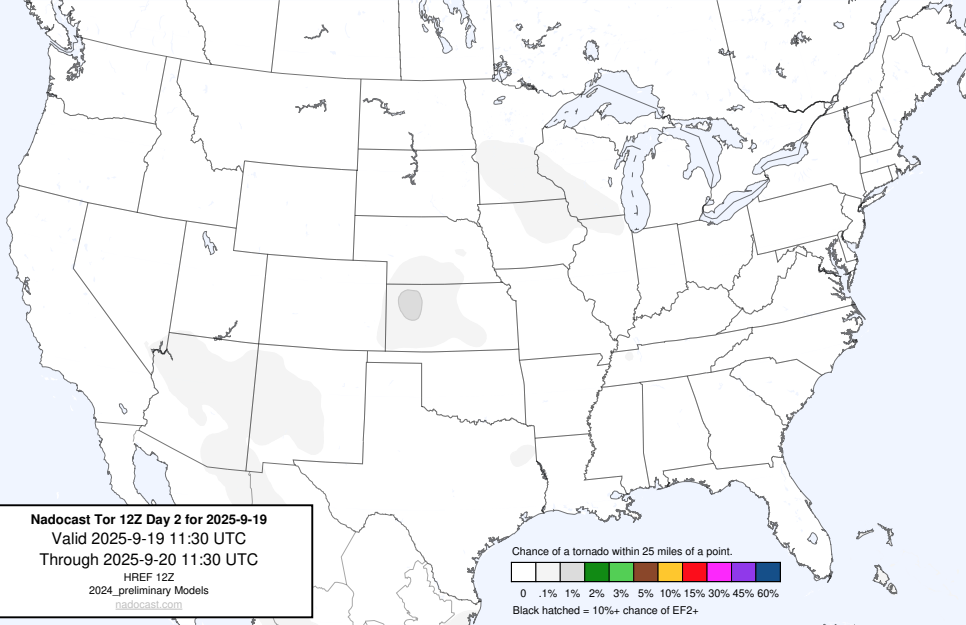 Nadocast Tor 12Z Day 2 for 2025-9-19
Valid 2025-9-19 11:30 UTC
Through 2025-9-20 11:30 UTC
HREF 12Z
2024_preliminary Models
nadocast.com
Chance of a tornado within 25 miles of a point.
0 .1% 1% 2% 3% 5% 10% 15% 30% 45% 60%
Black hatched = 10%+ chance of EF2+